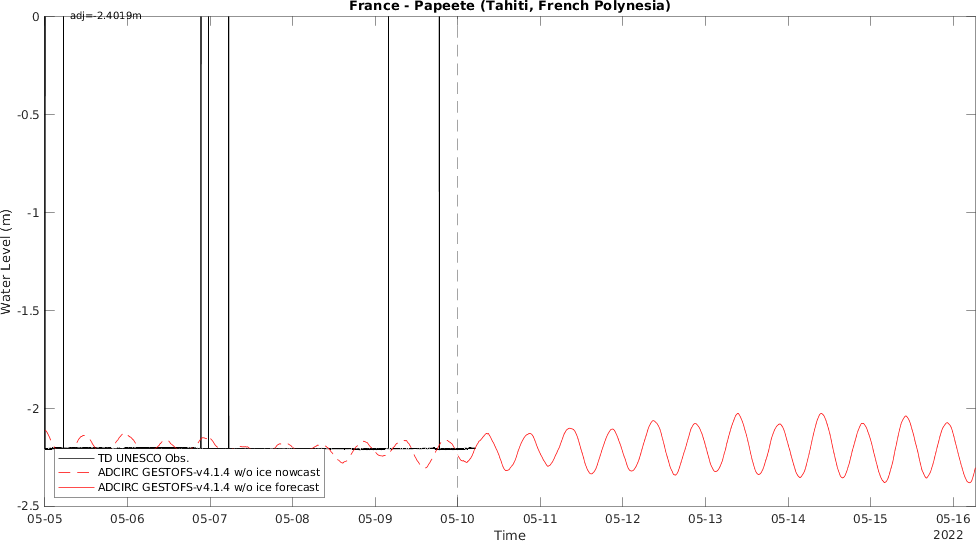 France - Papeete (Tahiti, French Polynesia)
adj=-2.4019m
0
-0.5
-1
-1.5
-2
-2.5
Water Level (m)
TD UNESCO Obs.
ADCIRC GESTOFS-v4.1.4 w/o ice nowcast
ADCIRC GESTOFS-v4.1.4 w/o ice forecast
05-05 05-06 05-07 05-08 05-09 05-10 05-11 05-12 05-13 05-14 05-15 05-16
Time
2022